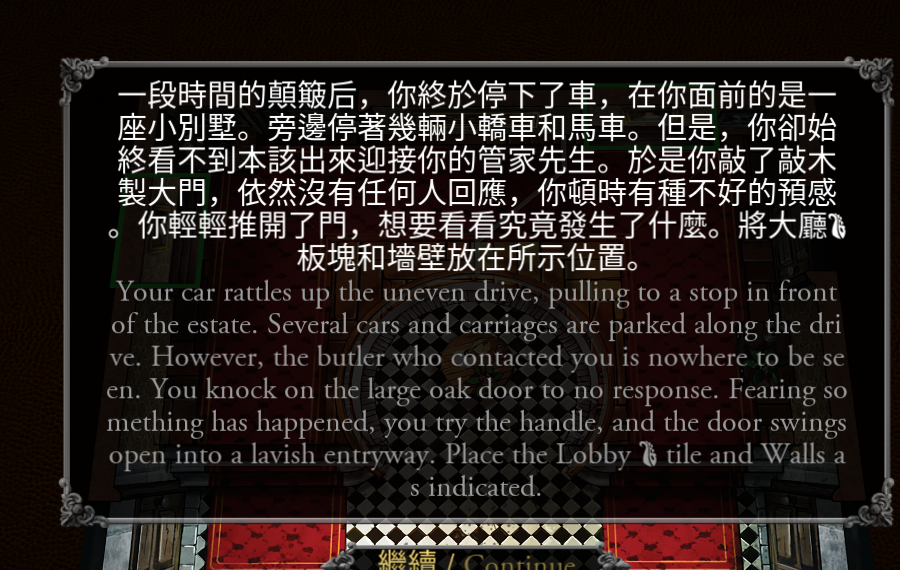 一段時間的顛簸后，你終於停下了車，在你面前的是一
座小別墅。旁邊停著幾輛小轎車和馬車。但是，你卻始
終看不到本該出來迎接你的管家先生。於是你敲了敲木
製大門，依然沒有任何人回應，你頓時有種不好的預感
。你輕輕推開了門，想要看看究竟發生了什麼。將大廳
板塊和墻壁放在所示位置。
Your car rattles up the uneven drive, pulling to a stop in front
of the estate. Several cars and carriages are parked along the dri
ve. However, the butler who contacted you is nowhere to be se
en. You knock on the large oak door to no response. Fearing so
mething has happened, you try the handle, and the door swings
open into a lavish entryway. Place the Lobby tile and Walls a
s indicated.
繼續 / Continue